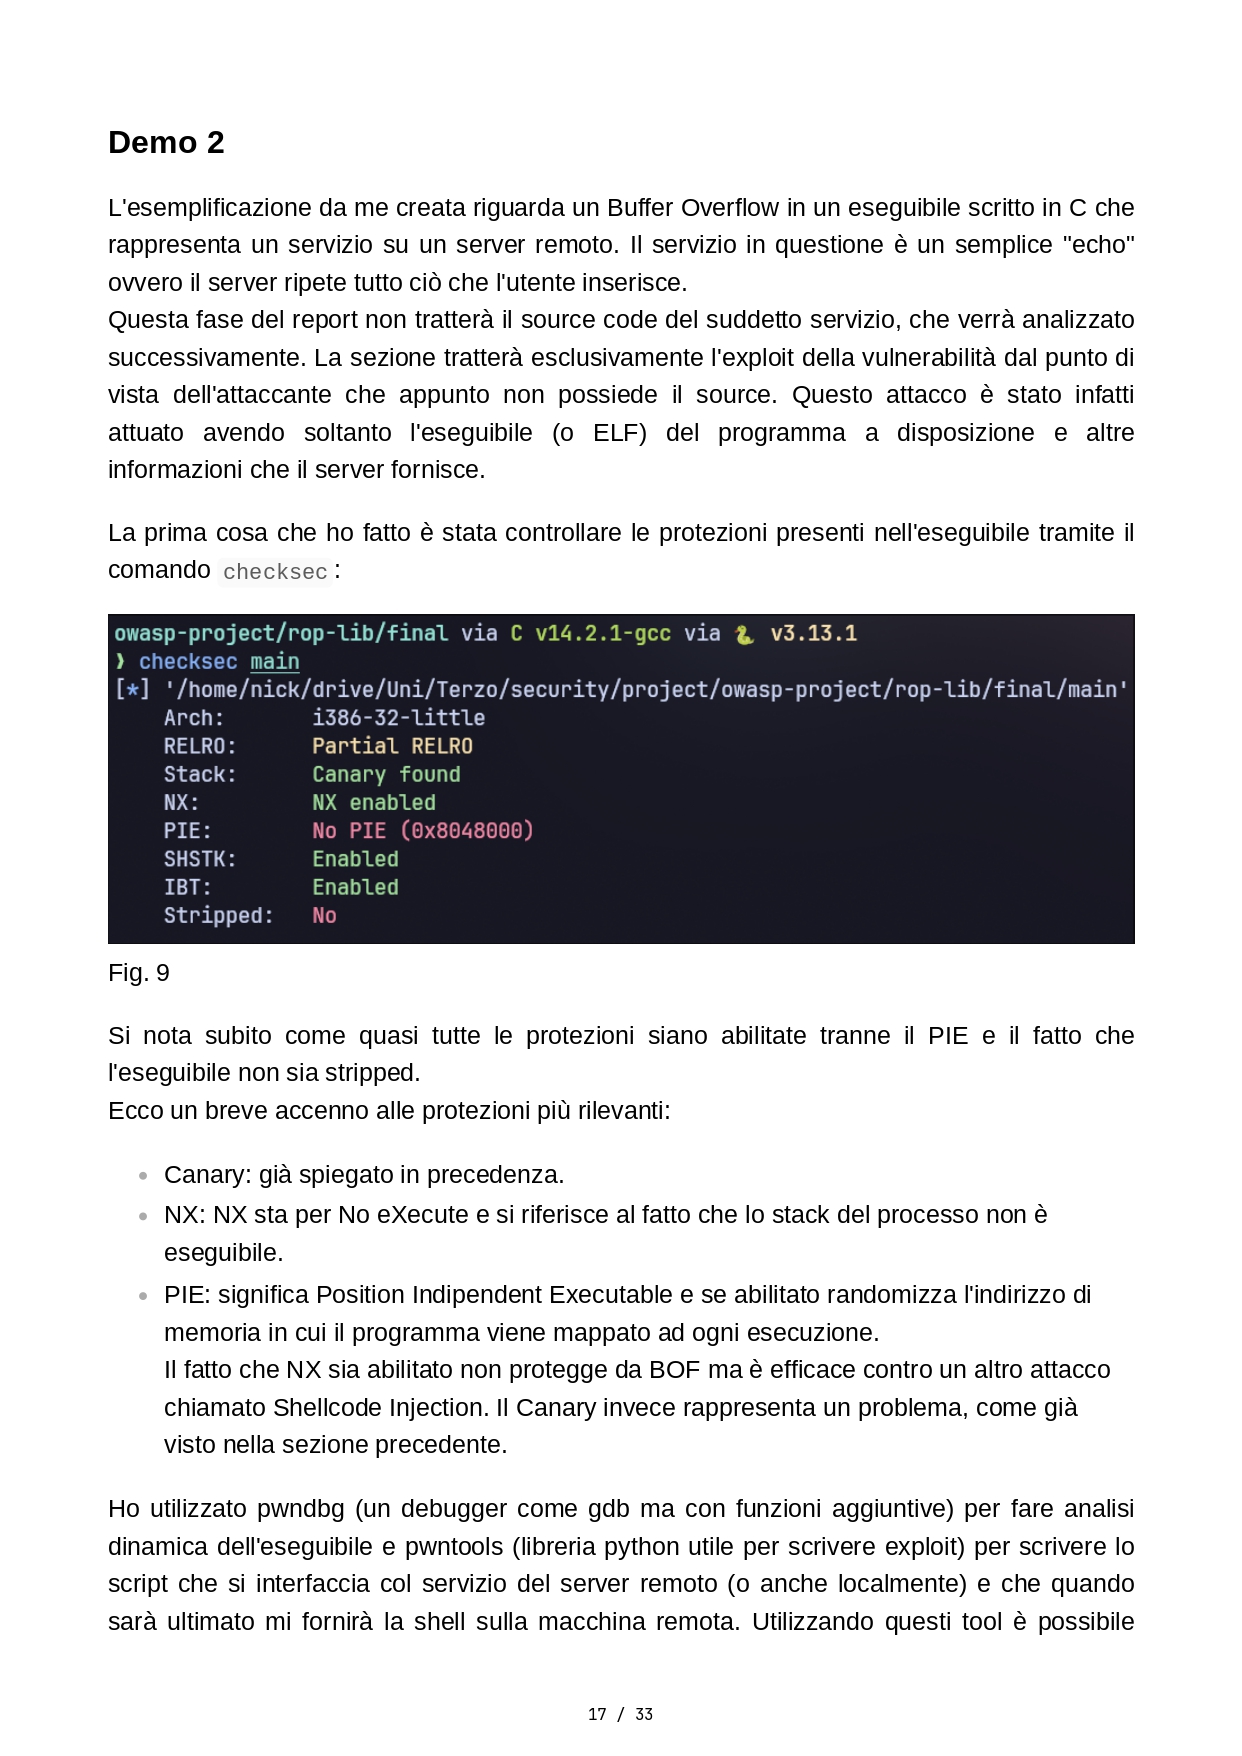 Demo 2
L'esemplificazione da me creata riguarda un Buffer Overflow in un eseguibile scritto in C che
rappresenta un servizio su un server remoto. Il servizio in questione è un semplice "echo"
ovvero il server ripete tutto ciò che l'utente inserisce.
Questa fase del report non tratterà il source code del suddetto servizio, che verrà analizzato
successivamente. La sezione tratterà esclusivamente l'exploit della vulnerabilità dal punto di
vista dell'attaccante che appunto non possiede il source. Questo attacco è stato infatti
attuato avendo soltanto l'eseguibile (o ELF) del programma a disposizione e altre
informazioni che il server fornisce.
La prima cosa che ho fatto è stata controllare le protezioni presenti nell'eseguibile tramite il
comando checksec:
owasp-project/rop-lib/final via C v14.2.1-gcc via 🐍 v3.13.1
❱ checksec main
[*] '/home/nick/drive/Uni/Terzo/security/project/owasp-project/rop-lib/final/main'
Arch: i386-32-little
RELRO: Partial RELRO
Stack: Canary found
NX: NX enabled
PIE: No PIE (0x8048000)
SHSTK: Enabled
IBT: Enabled
Stripped: No
Fig. 9
Si nota subito come quasi tutte le protezioni siano abilitate tranne il PIE e il fatto che
l'eseguibile non sia stripped.
Ecco un breve accenno alle protezioni più rilevanti:
• Canary: già spiegato in precedenza.
• NX: NX sta per No eXecute e si riferisce al fatto che lo stack del processo non è
eseguibile.
• PIE: significa Position Indipendent Executable e se abilitato randomizza l'indirizzo di
memoria in cui il programma viene mappato ad ogni esecuzione.
Il fatto che NX sia abilitato non protegge da BOF ma è efficace contro un altro attacco
chiamato Shellcode Injection. Il Canary invece rappresenta un problema, come già
visto nella sezione precedente.
Ho utilizzato pwndbg (un debugger come gdb ma con funzioni aggiuntive) per fare analisi
dinamica dell'eseguibile e pwntools (libreria python utile per scrivere exploit) per scrivere lo
script che si interfaccia col servizio del server remoto (o anche localmente) e che quando
sarà ultimato mi fornirà la shell sulla macchina remota. Utilizzando questi tool è possibile
17 / 33